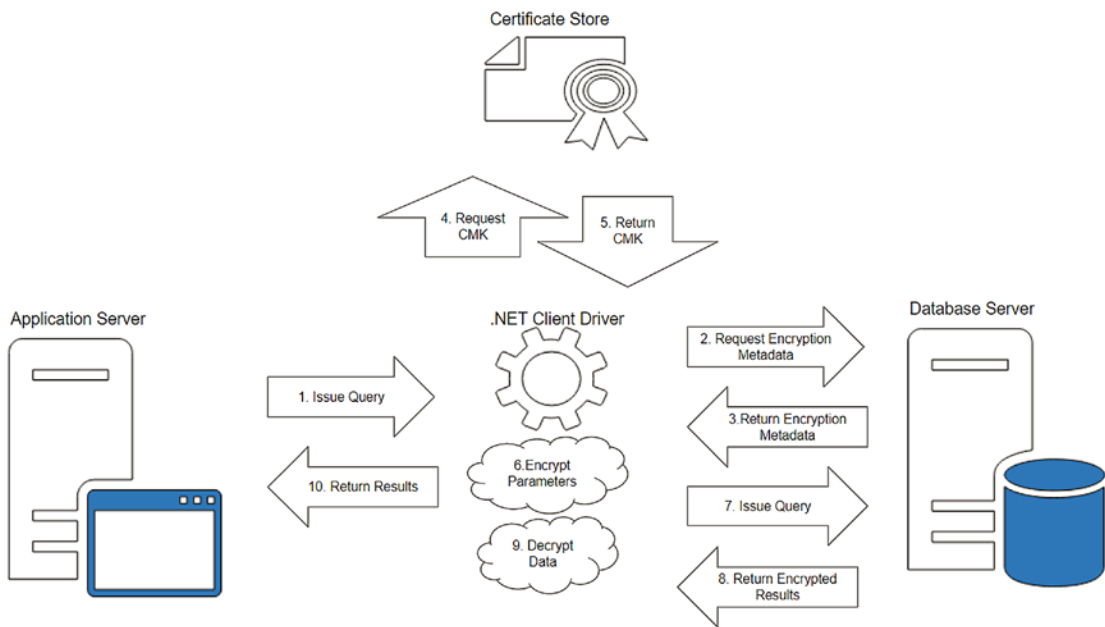 Certificate Store
4. Request
CMK
5. Return
CMK
Application Server
.NET Client Driver
Database Server
2. Request Encryption
Metadata
1. Issue Query
3.Return Encryption
Metadata
6.Encrypt
Parameters
10. Return Results
7. Issue Query
9. Decrypt
Data
8. Return Encrypted
Results